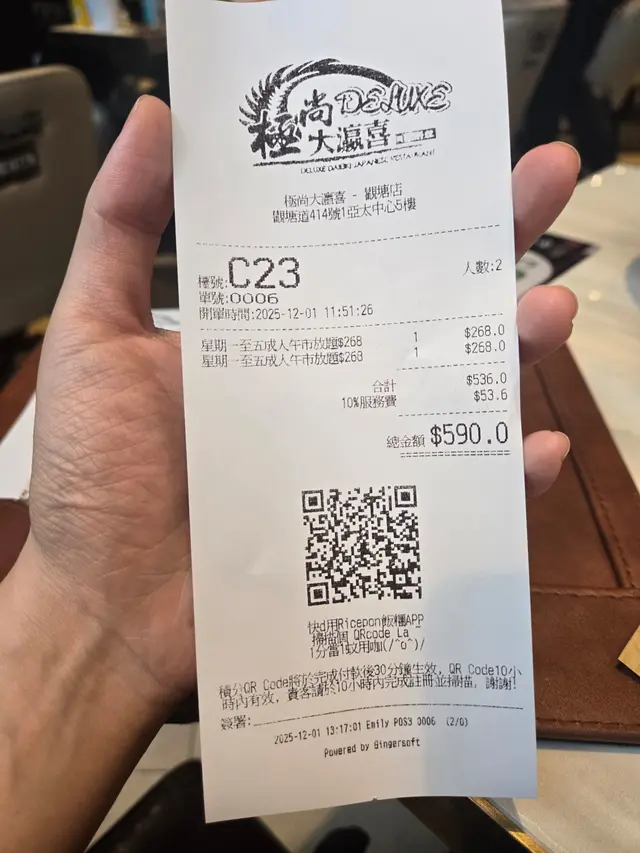 極尚 DELUXE
大瀛喜
DELUXE DAIEKI JAPANESE RESTAURANT
極尚大瀛喜 - 觀塘店
觀塘道414號1亞太中心5樓
檯號:C23 人數:2
單號:0006
開單時間:2025-12-01 11:51:26
星期一至五成人午市放題$268 1 $268.0
星期一至五成人午市放題$268 1 $268.0
合計 $536.0
10%服務費 $53.6
總金額 $590.0
快d用Ricepon飯糰APP
掃描個 QRcode La
1分當1蚊用咖(/^o^)/
積分QR Code將於完成付款後30分鐘生效, QR Code10小
時內有效, 貴客請於10小時內完成註冊並掃描, 謝謝!
簽署:
2025-12-01 13:17:01 Emily POS3 0006 (2/0)
Powered by Gingersoft